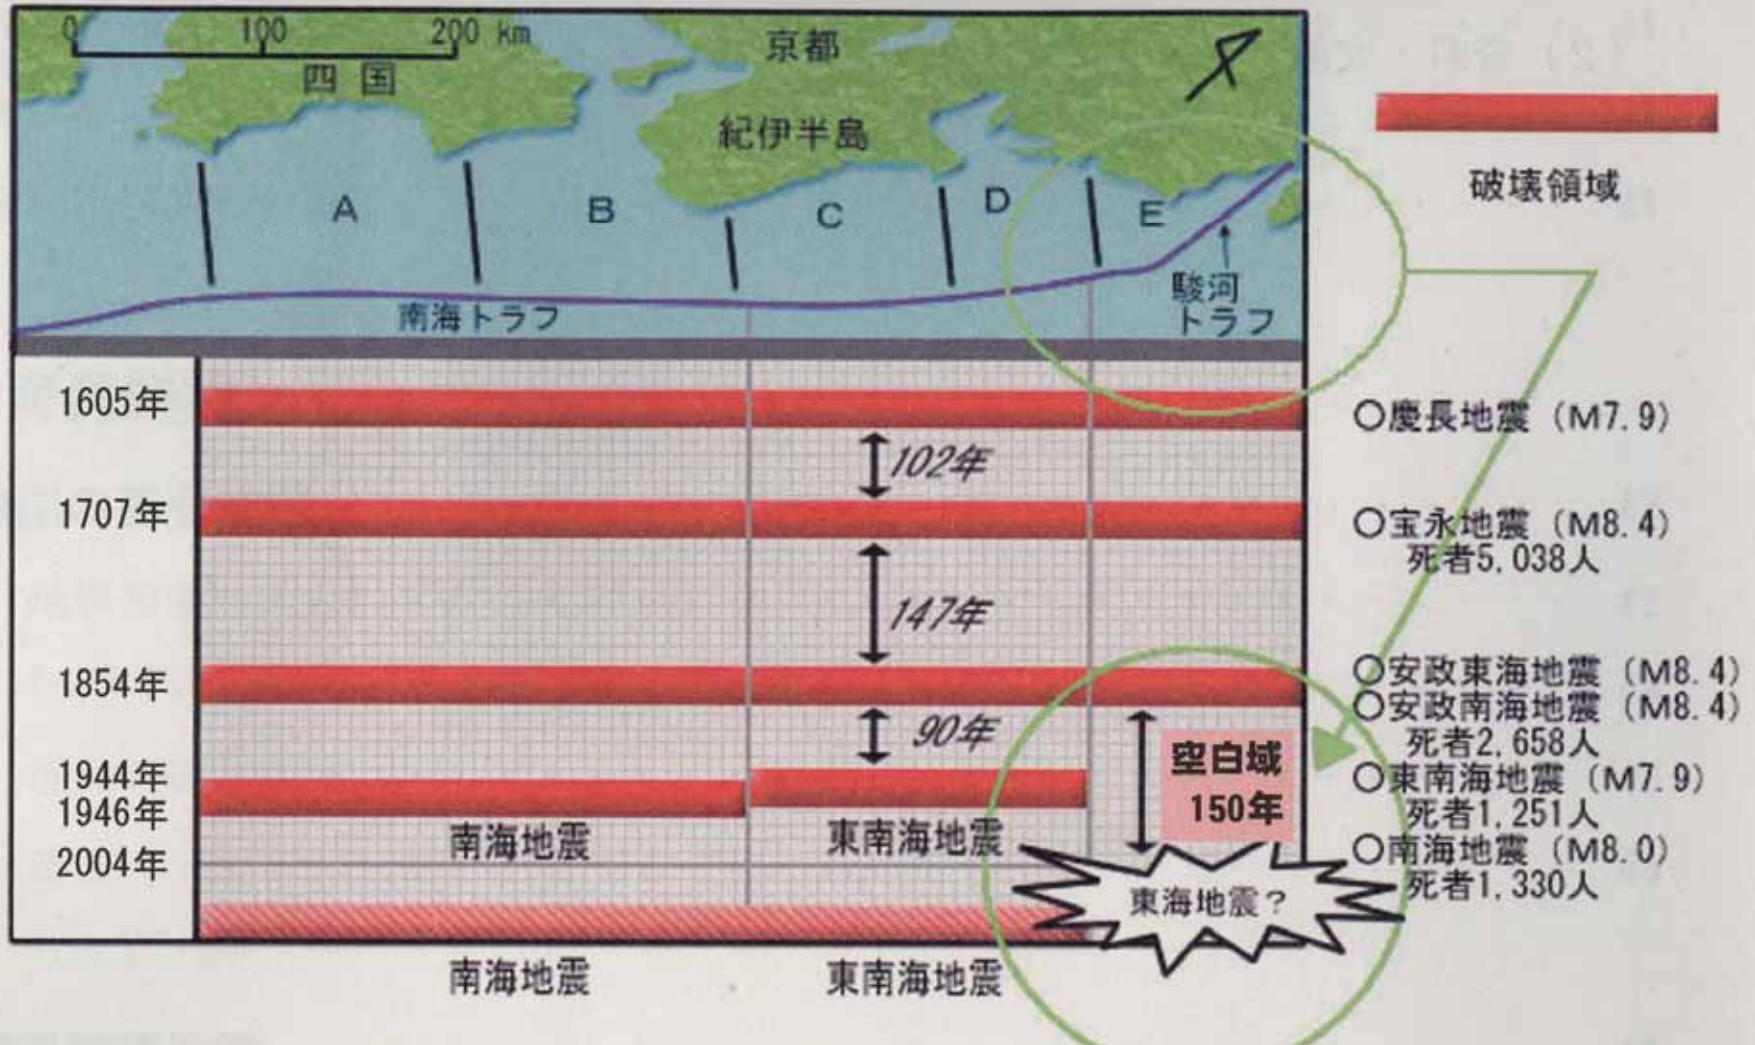 0 100 200 km
四国
京都
紀伊半島
A B C D E
南海トラフ
駿河
トラフ
破壊領域
1605年
○慶長地震 (M7.9)
102年
1707年
○宝永地震 (M8.4)
死者5,038人
147年
1854年
○安政東海地震 (M8.4)
○安政南海地震 (M8.4)
死者2,658人
90年
空白域
150年
1944年
○東南海地震 (M7.9)
死者1,251人
1946年
南海地震
東南海地震
○南海地震 (M8.0)
死者1,330人
2004年
東海地震?
南海地震
東南海地震